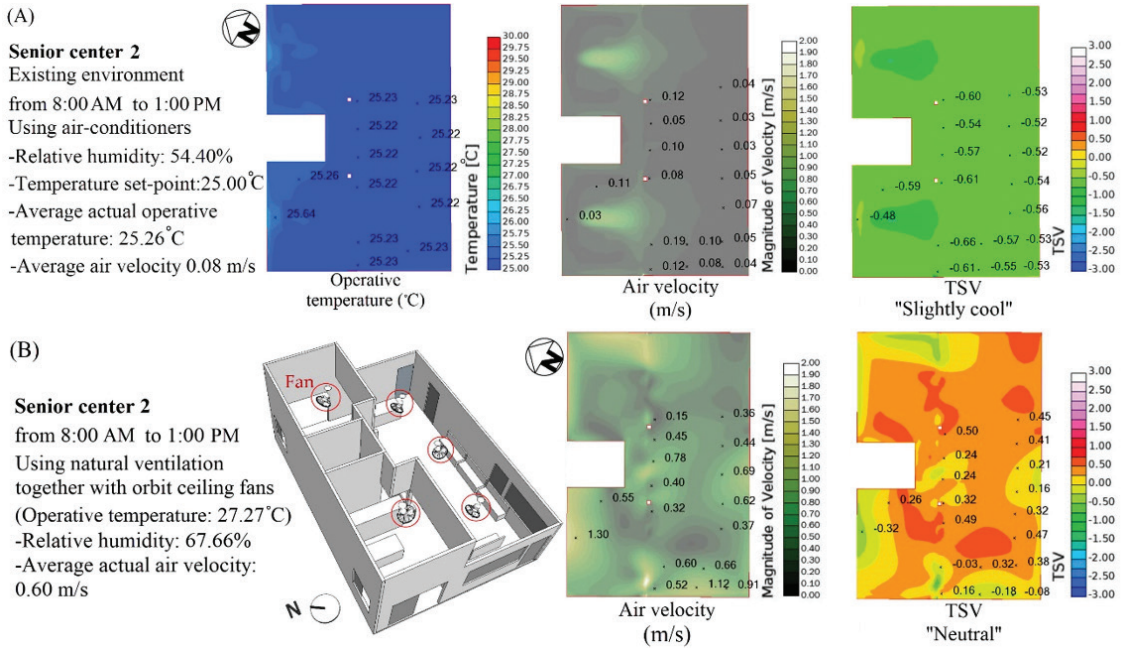 (A)
Senior center 2
Existing environment
from 8:00 AM to 1:00 PM
Using air-conditioners
-Relative humidity: 54.40%
-Temperature set-point:25.00°C
-Average actual operative
temperature: 25.26°C
-Average air velocity 0.08 m/s
N
25.23 25.23
25.22 25.22
25.22
25.26 25.22 25.22
25.64 25.22
25.23 25.23
25.23
30.00
29.75
29.50
29.25
29.00
28.75
28.50
28.25
28.00
27.75
27.50
27.25
27.00
26.75
26.50
26.25
26.00
25.75
25.50
25.25
25.00
Temperature [°C]
Operative
temperature (℃)
0.12 0.04
0.05 0.03
0.10 0.03
0.11 0.08 0.05
0.03 0.07
0.19 0.10 0.05
0.12 0.08 0.04
2.00
1.90
1.80
1.70
1.60
1.50
1.40
1.30
1.20
1.10
1.00
0.90
0.80
0.70
0.60
0.50
0.40
0.30
0.20
0.10
0.00
Magnitude of Velocity [m/s]
Air velocity
(m/s)
-0.60 -0.53
-0.54 -0.52
-0.57 -0.52
-0.59 -0.61 -0.54
-0.48 -0.56
-0.66 -0.57 -0.53
-0.61 -0.55 -0.53
3.00
2.50
2.00
1.50
1.00
0.50
0.00
-0.50
-1.00
-1.50
-2.00
-2.50
-3.00
TSV
TSV
"Slightly cool"
(B)
Senior center 2
from 8:00 AM to 1:00 PM
Using natural ventilation
together with orbit ceiling fans
(Operative temperature: 27.27°C)
-Relative humidity: 67.66%
-Average actual air velocity:
0.60 m/s
Fan
N
N
0.15 0.36
0.45 0.44
0.78 0.69
0.40
0.55 0.32 0.62
1.30 0.37
0.60 0.66
0.52 1.12 0.91
2.00
1.90
1.80
1.70
1.60
1.50
1.40
1.30
1.20
1.10
1.00
0.90
0.80
0.70
0.60
0.50
0.40
0.30
0.20
0.10
0.00
Magnitude of Velocity [m/s]
Air velocity
(m/s)
0.50 0.45
0.24 0.41
0.24 0.21
0.16
0.26 0.32 0.32
-0.32 0.49 0.47
-0.03 0.32 0.38
0.16 -0.18 -0.08
3.00
2.50
2.00
1.50
1.00
0.50
0.00
-0.50
-1.00
-1.50
-2.00
-2.50
-3.00
TSV
TSV
"Neutral"